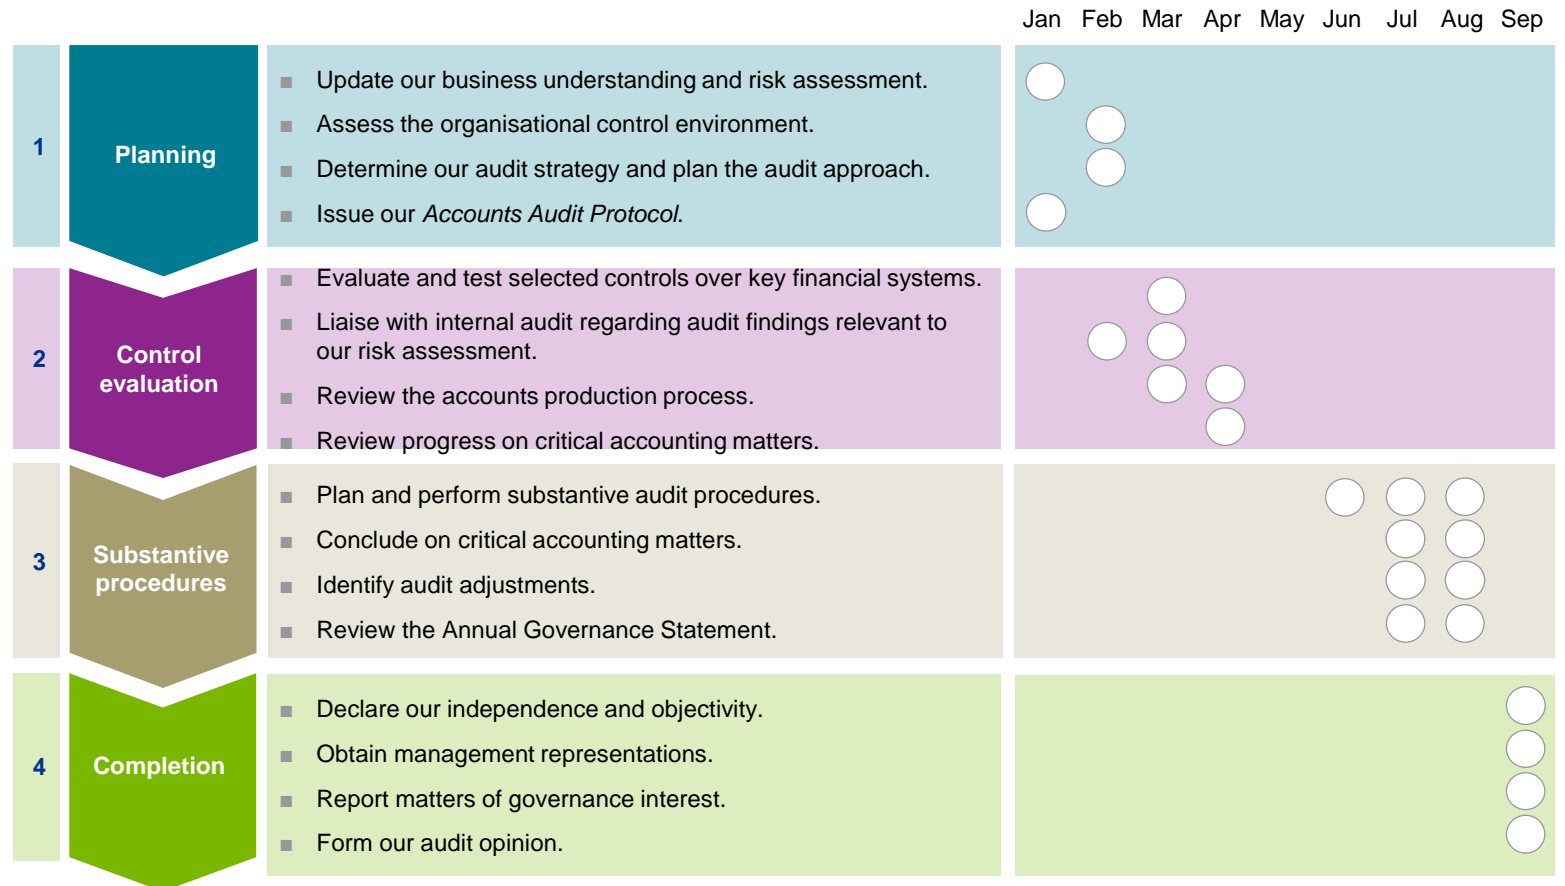 Jan Feb Mar Apr May Jun Jul Aug Sep
1
Planning
■ Update our business understanding and risk assessment.
■ Assess the organisational control environment.
■ Determine our audit strategy and plan the audit approach.
■ Issue our Accounts Audit Protocol.
2
Control
evaluation
■ Evaluate and test selected controls over key financial systems.
■ Liaise with internal audit regarding audit findings relevant to
our risk assessment.
■ Review the accounts production process.
■ Review progress on critical accounting matters.
3
Substantive
procedures
■ Plan and perform substantive audit procedures.
■ Conclude on critical accounting matters.
■ Identify audit adjustments.
■ Review the Annual Governance Statement.
4
Completion
■ Declare our independence and objectivity.
■ Obtain management representations.
■ Report matters of governance interest.
■ Form our audit opinion.